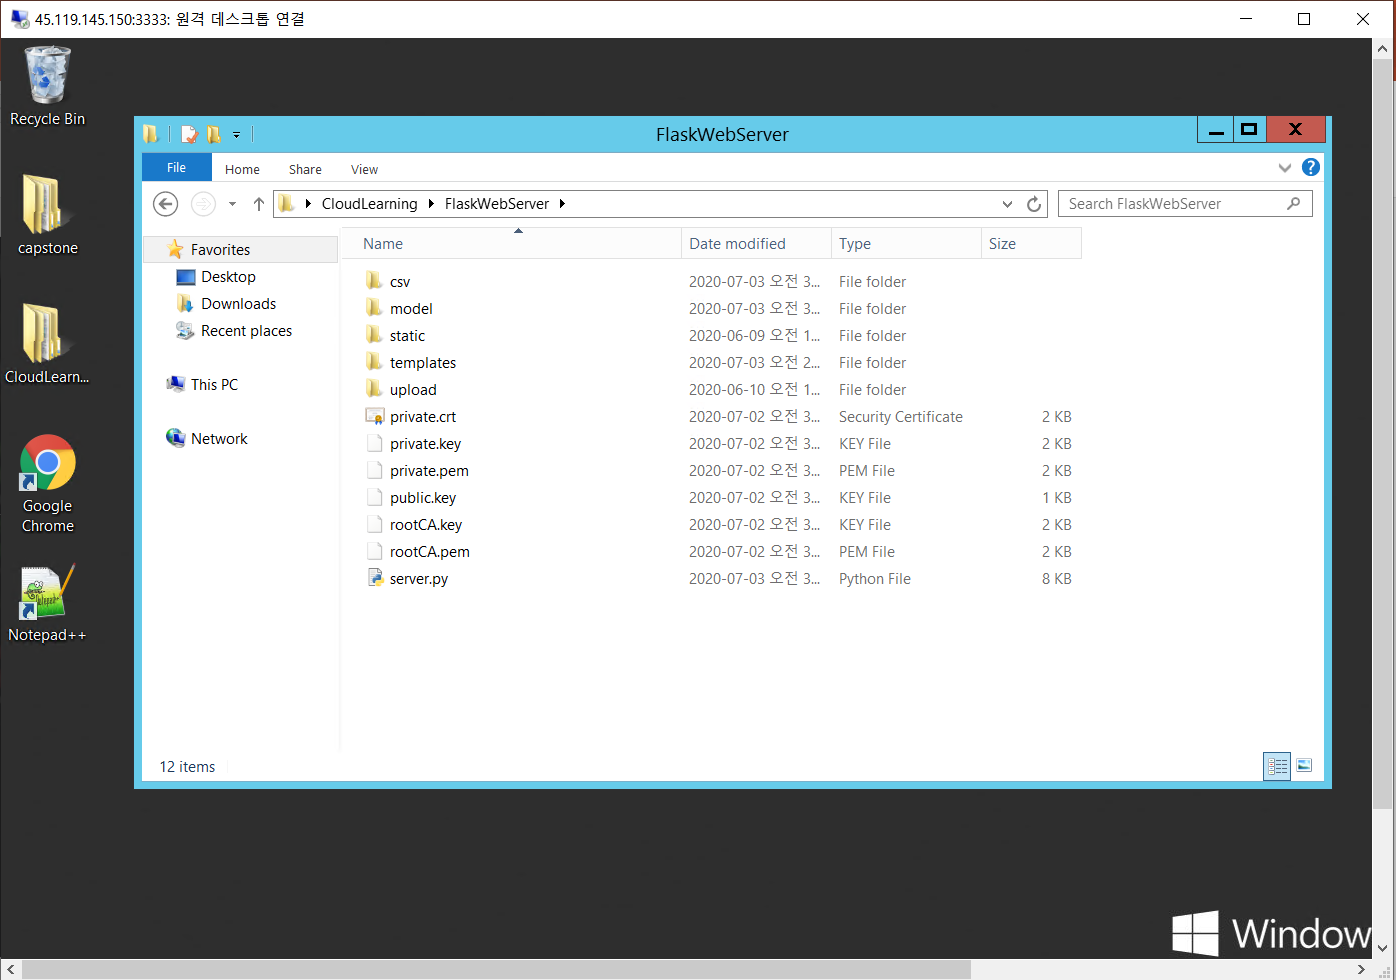 45.119.145.150:3333: 원격 데스크톱 연결
Recycle Bin
capstone
CloudLearn...
Google
Chrome
Notepad++
FlaskWebServer
File Home Share View
CloudLearning FlaskWebServer
Search FlaskWebServer
Favorites
Desktop
Downloads
Recent places
This PC
Network
Name Date modified Type Size
csv 2020-07-03 오전 3... File folder
model 2020-07-03 오전 3... File folder
static 2020-06-09 오전 1... File folder
templates 2020-07-03 오전 2... File folder
upload 2020-06-10 오전 1... File folder
private.crt 2020-07-02 오전 3... Security Certificate 2 KB
private.key 2020-07-02 오전 3... KEY File 2 KB
private.pem 2020-07-02 오전 3... PEM File 2 KB
public.key 2020-07-02 오전 3... KEY File 1 KB
rootCA.key 2020-07-02 오전 3... KEY File 2 KB
rootCA.pem 2020-07-02 오전 3... PEM File 2 KB
server.py 2020-07-03 오전 3... Python File 8 KB
12 items
Window